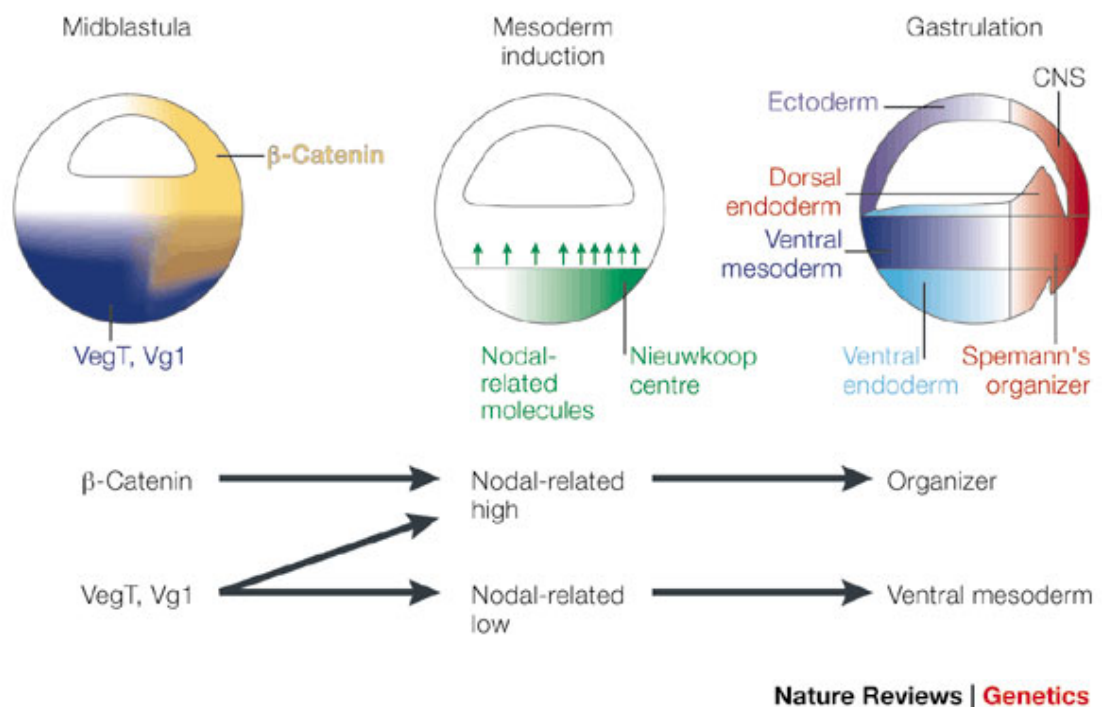 Midblastula
Mesoderm
induction
Gastrulation
CNS
Ectoderm
β-Catenin
Dorsal
endoderm
Ventral
mesoderm
VegT, Vg1
Nodal-
related
molecules
Nieuwkoop
centre
Ventral
endoderm
Spemann's
organizer
β-Catenin
Nodal-related
high
Organizer
VegT, Vg1
Nodal-related
low
Ventral mesoderm
Nature Reviews | Genetics